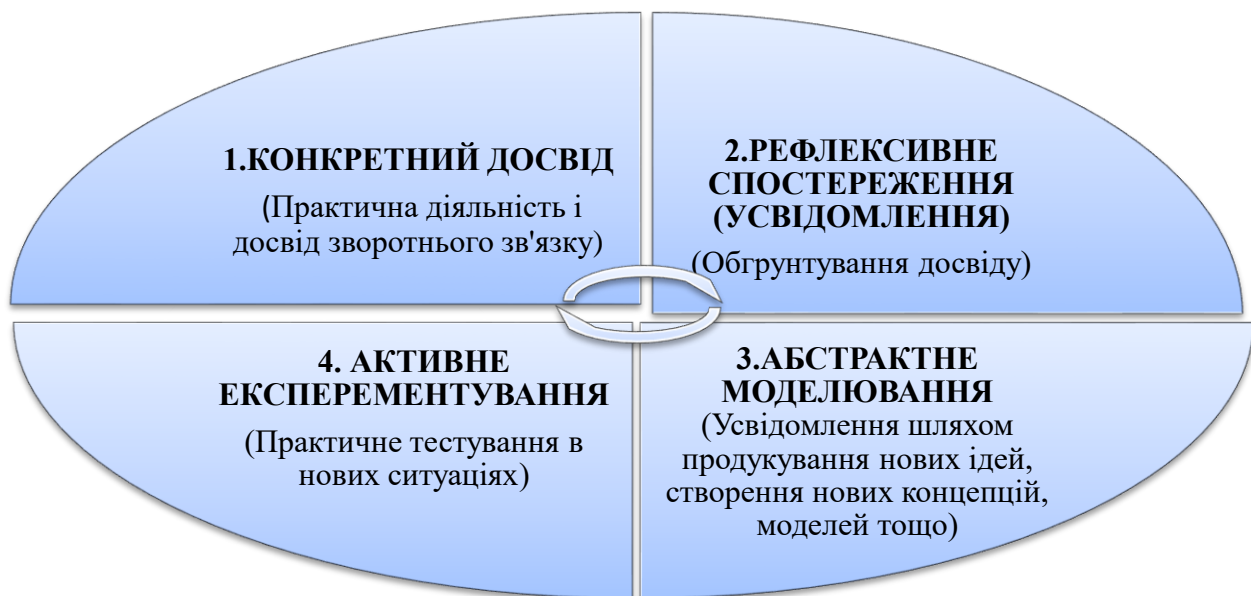 1.КОНКРЕТНИЙ ДОСВІД
(Практична діяльність і
досвід зворотнього зв'язку)
2.РЕФЛЕКСИВНЕ
СПОСТЕРЕЖЕННЯ
(УСВІДОМЛЕННЯ)
(Обгрунтування досвіду)
3.АБСТРАКТНЕ
МОДЕЛЮВАННЯ
(Усвідомлення шляхом
продукування нових ідей,
створення нових концепцій,
моделей тощо)
4. АКТИВНЕ
ЕКСПЕРЕМЕНТУВАННЯ
(Практичне тестування в
нових ситуаціях)